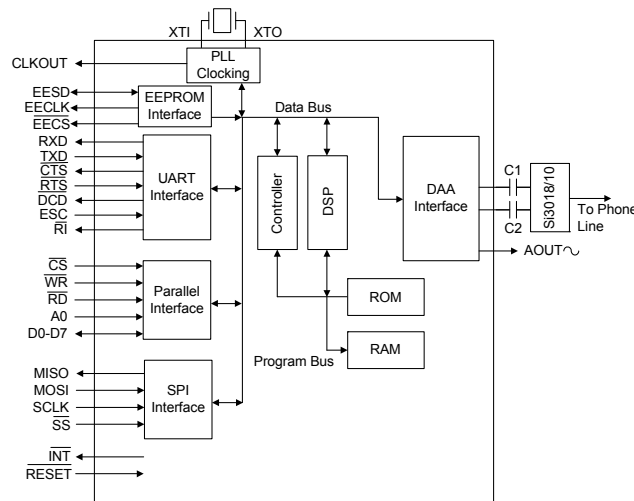 XTI XTO
CLKOUT
PLL
Clocking
EESD
EECLK
EECS
EEPROM
Interface
Data Bus
RXD
TXD
CTS
RTS
DCD
ESC
RI
UART
Interface
Controller
DSP
DAA
Interface
C1
C2
Si3018/10
To Phone
Line
AOUT
CS
WR
RD
A0
D0-D7
Parallel
Interface
ROM
RAM
Program Bus
MISO
MOSI
SCLK
SS
SPI
Interface
INT
RESET